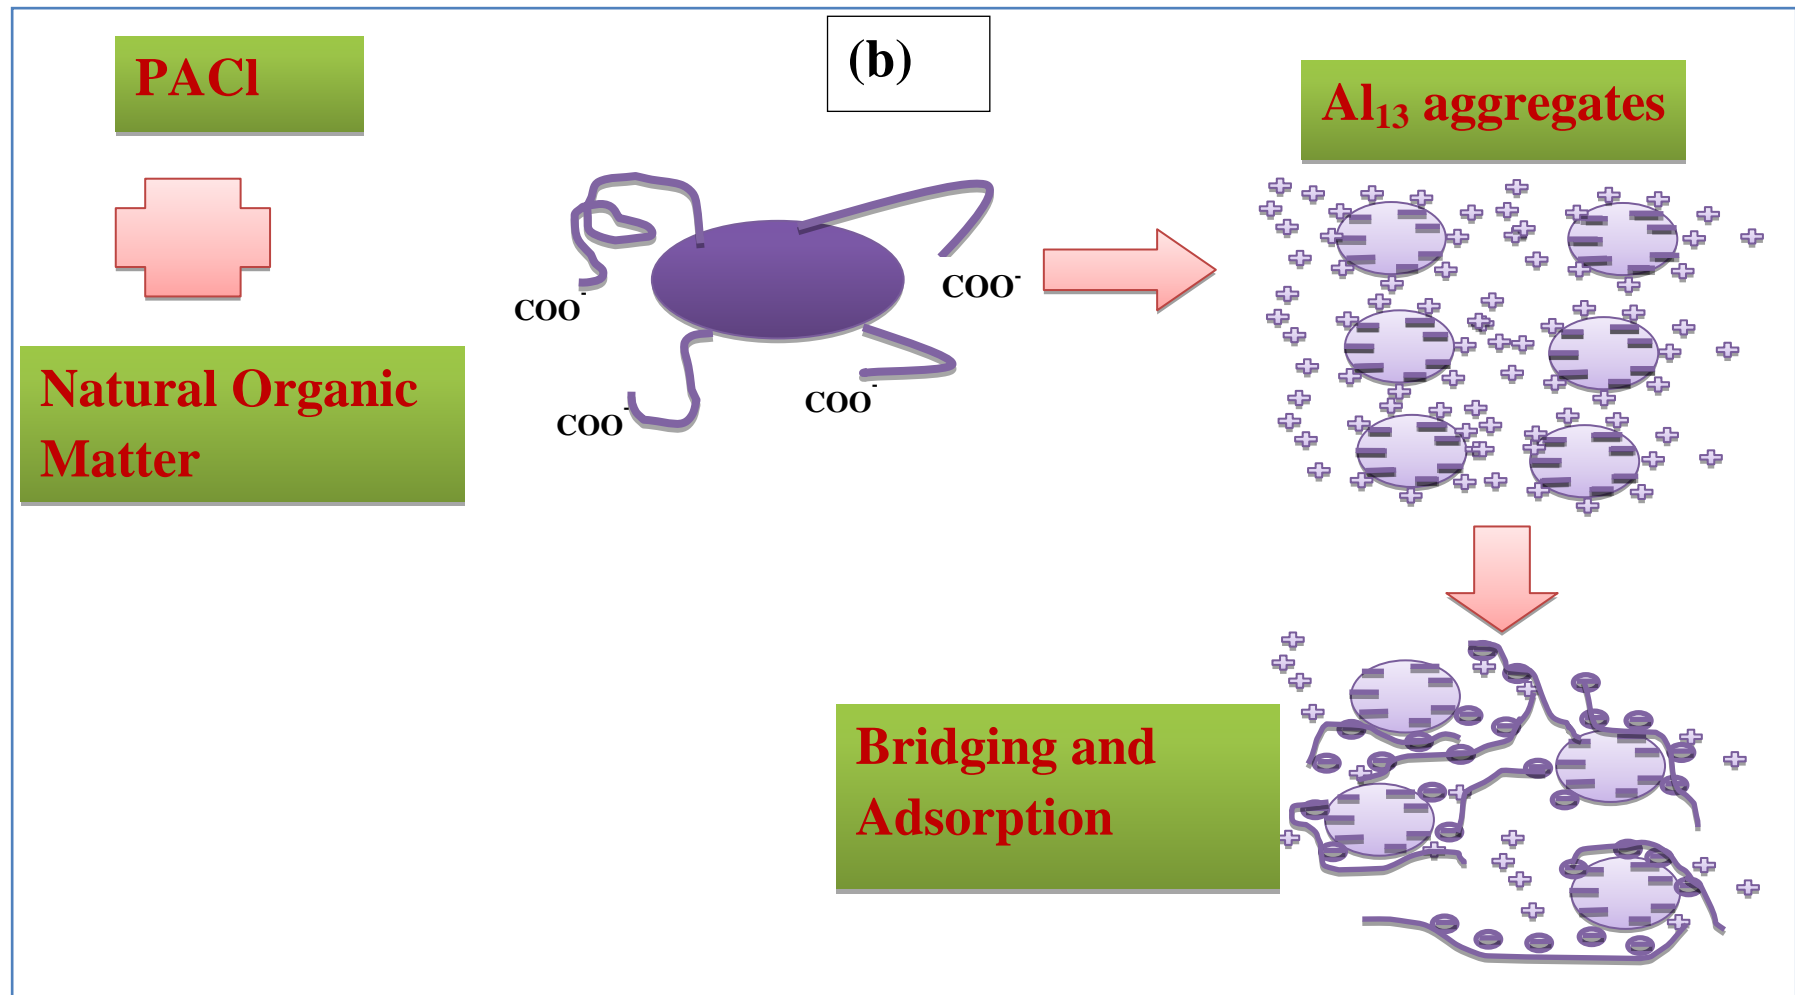 PACl
(b)
Al₁₃ aggregates
COO⁻
COO⁻
COO⁻
COO⁻
Natural Organic
Matter
Bridging and
Adsorption